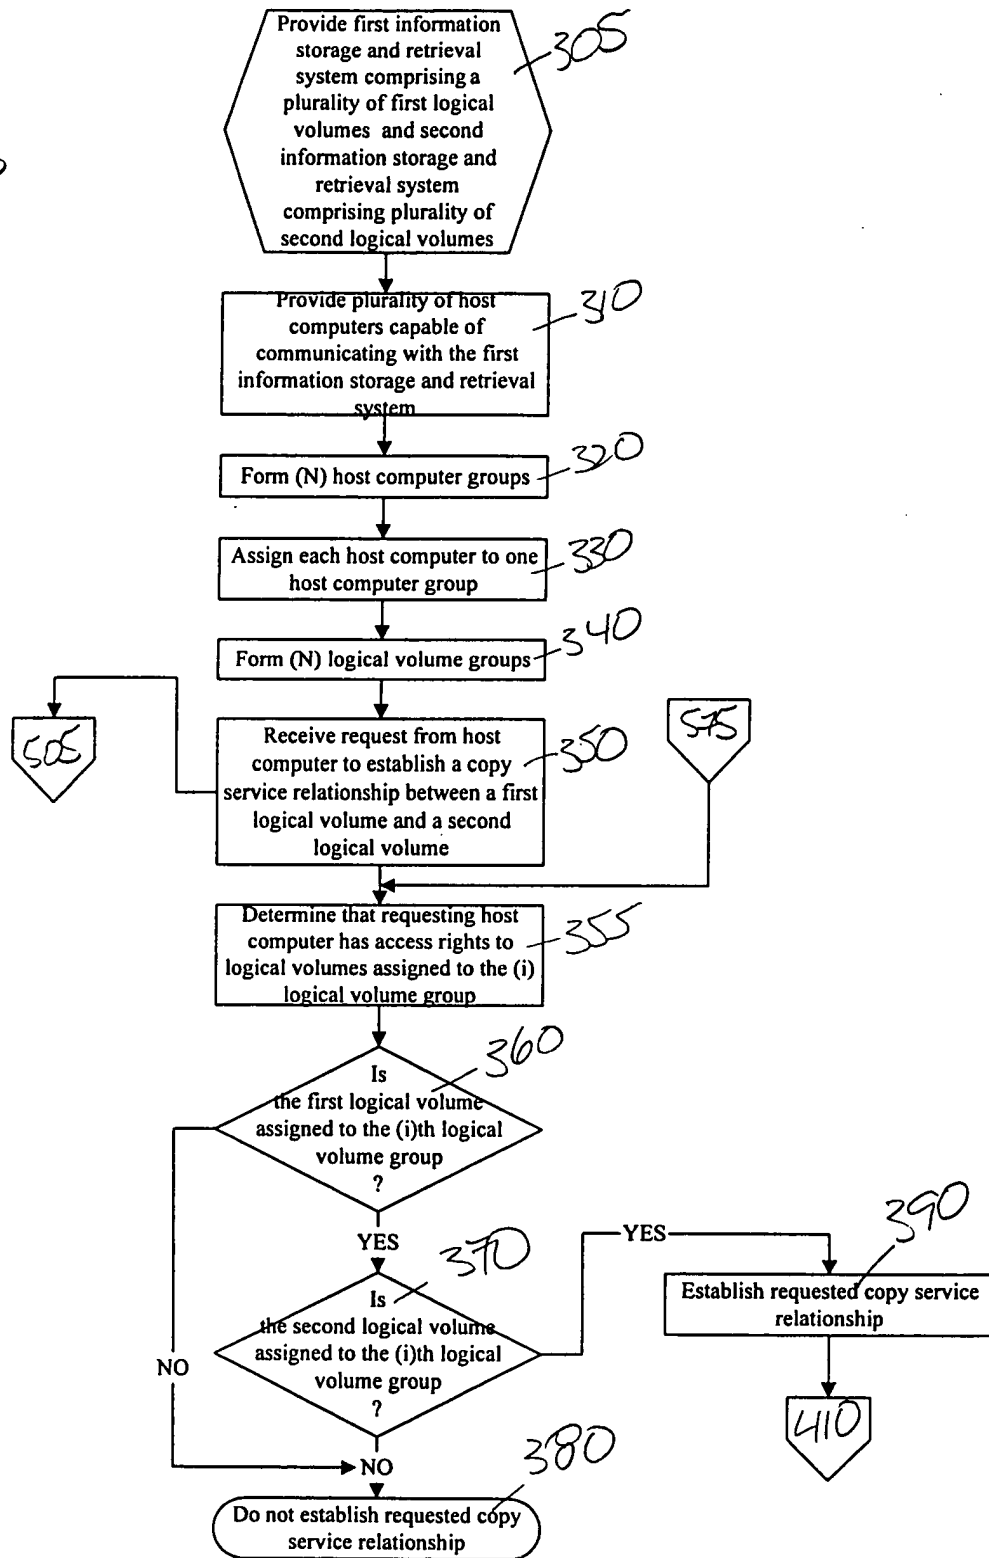 Provide first information
storage and retrieval
system comprising a
plurality of first logical
volumes and second
information storage and
retrieval system
comprising plurality of
second logical volumes
305
Provide plurality of host
computers capable of
communicating with the first
information storage and retrieval
system
310
Form (N) host computer groups
320
Assign each host computer to one
host computer group
330
Form (N) logical volume groups
340
505
Receive request from host
computer to establish a copy
service relationship between a first
logical volume and a second
logical volume
350
575
Determine that requesting host
computer has access rights to
logical volumes assigned to the (i)
logical volume group
355
Is
the first logical volume
assigned to the (i)th logical
volume group
?
360
YES
Is
the second logical volume
assigned to the (i)th logical
volume group
?
370
YES
390
Establish requested copy service
relationship
410
NO
NO
Do not establish requested copy
service relationship
380